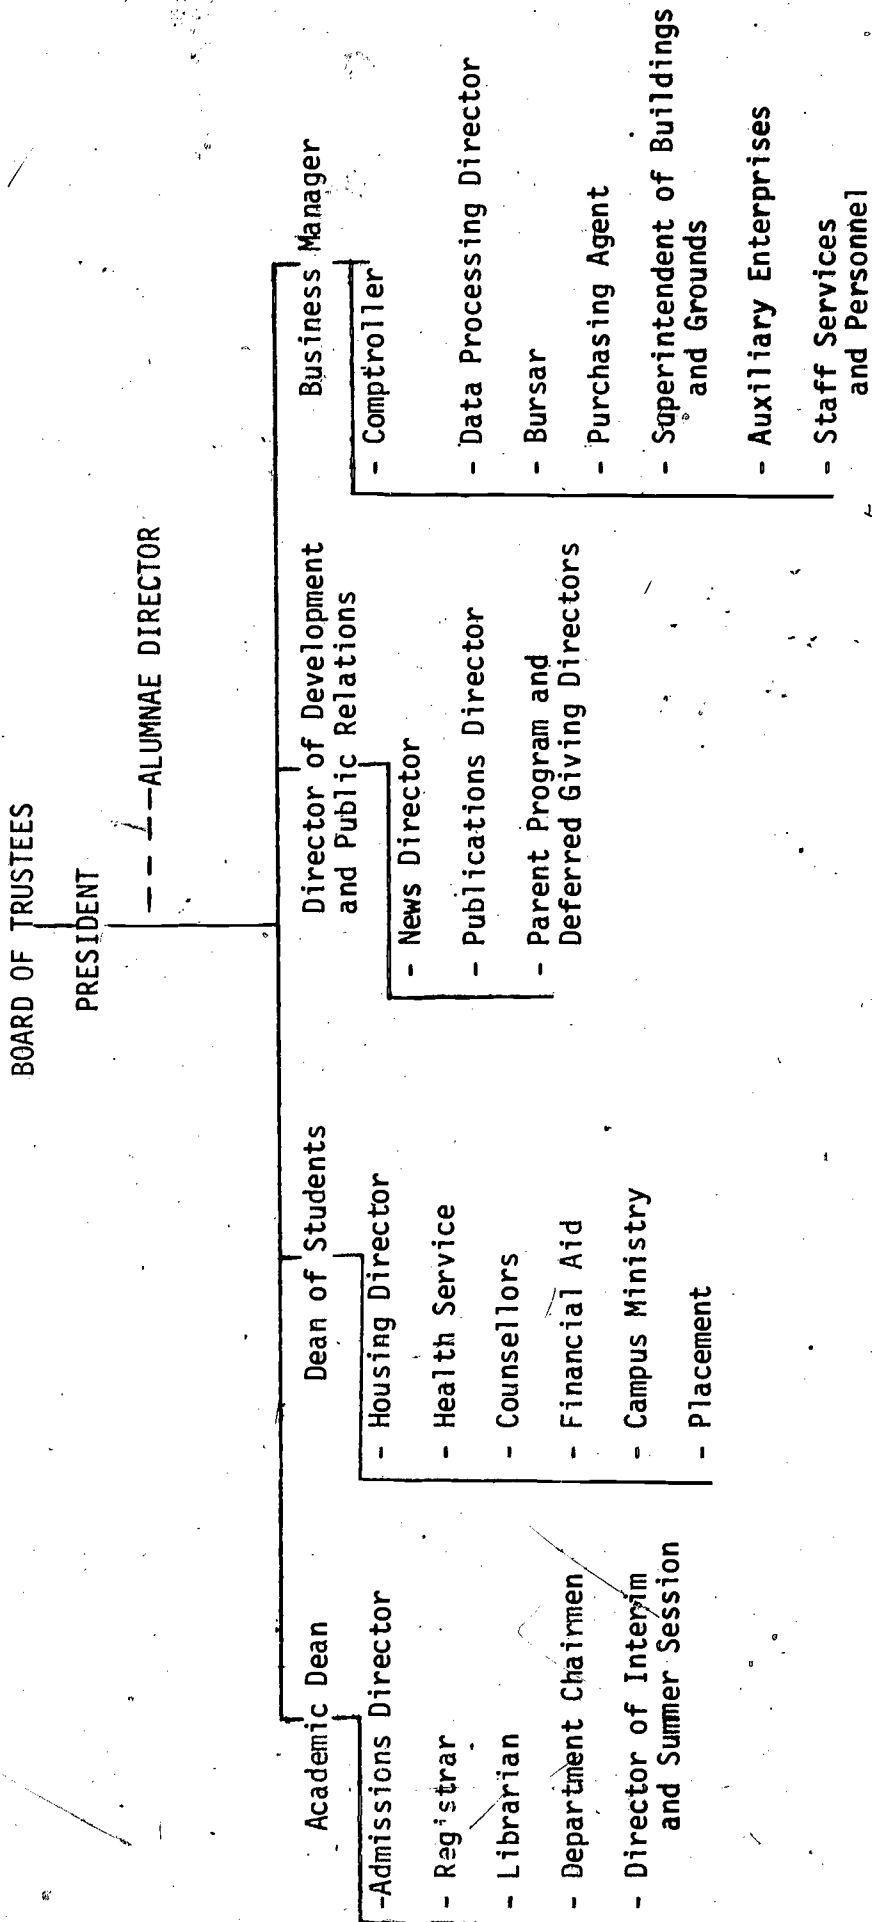 BOARD OF TRUSTEES
PRESIDENT
ALUMNAE DIRECTOR
Academic Dean
-Admissions Director
- Registrar
- Librarian
- Department Chairmen
- Director of Interim
and Summer Session
Dean of Students
- Housing Director
- Health Service
- Counsellors
- Financial Aid
- Campus Ministry
- Placement
Director of Development
and Public Relations
- News Director
- Publications Director
- Parent Program and
Deferred Giving Directors
Business Manager
- Comptroller
- Data Processing Director
- Bursar
- Purchasing Agent
- Superintendent of Buildings
and Grounds
- Auxiliary Enterprises
- Staff Services
and Personnel